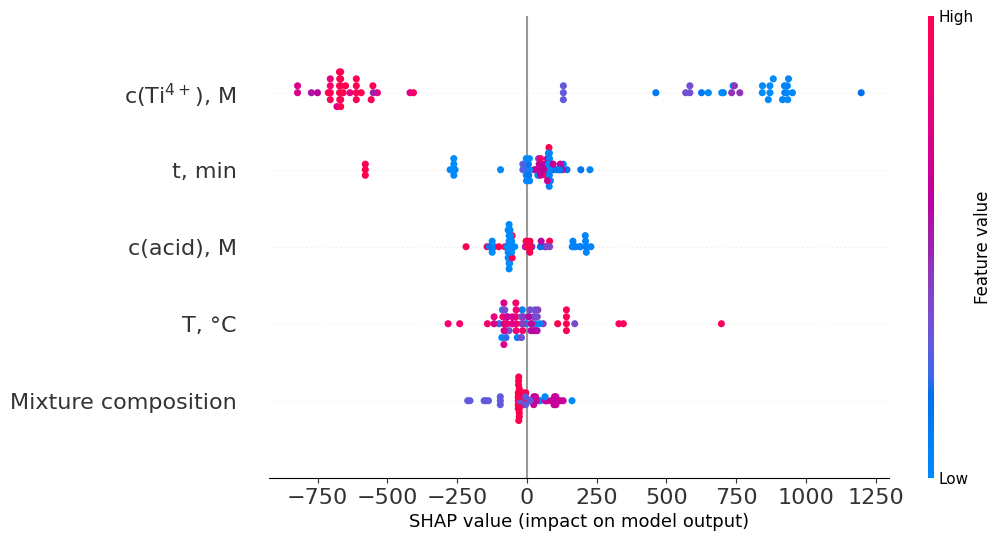 High
c(Ti⁴⁺), M
t, min
c(acid), M
T, °C
Mixture composition
Feature value
Low
−750 −500 −250 0 250 500 750 1000 1250
SHAP value (impact on model output)